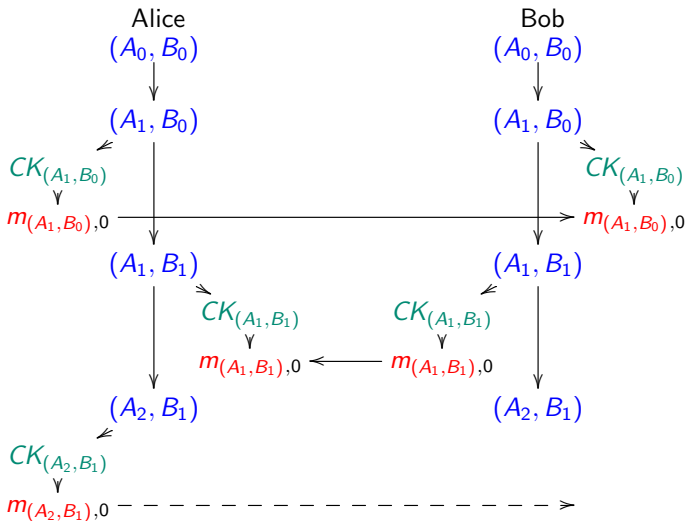 Alice Bob
(A₀, B₀) (A₀, B₀)
(A₁, B₀) (A₁, B₀)
CK₍A₁,B₀₎ CK₍A₁,B₀₎
m₍A₁,B₀₎,₀ m₍A₁,B₀₎,₀
(A₁, B₁) (A₁, B₁)
CK₍A₁,B₁₎ CK₍A₁,B₁₎
m₍A₁,B₁₎,₀ m₍A₁,B₁₎,₀
(A₂, B₁) (A₂, B₁)
CK₍A₂,B₁₎
m₍A₂,B₁₎,₀